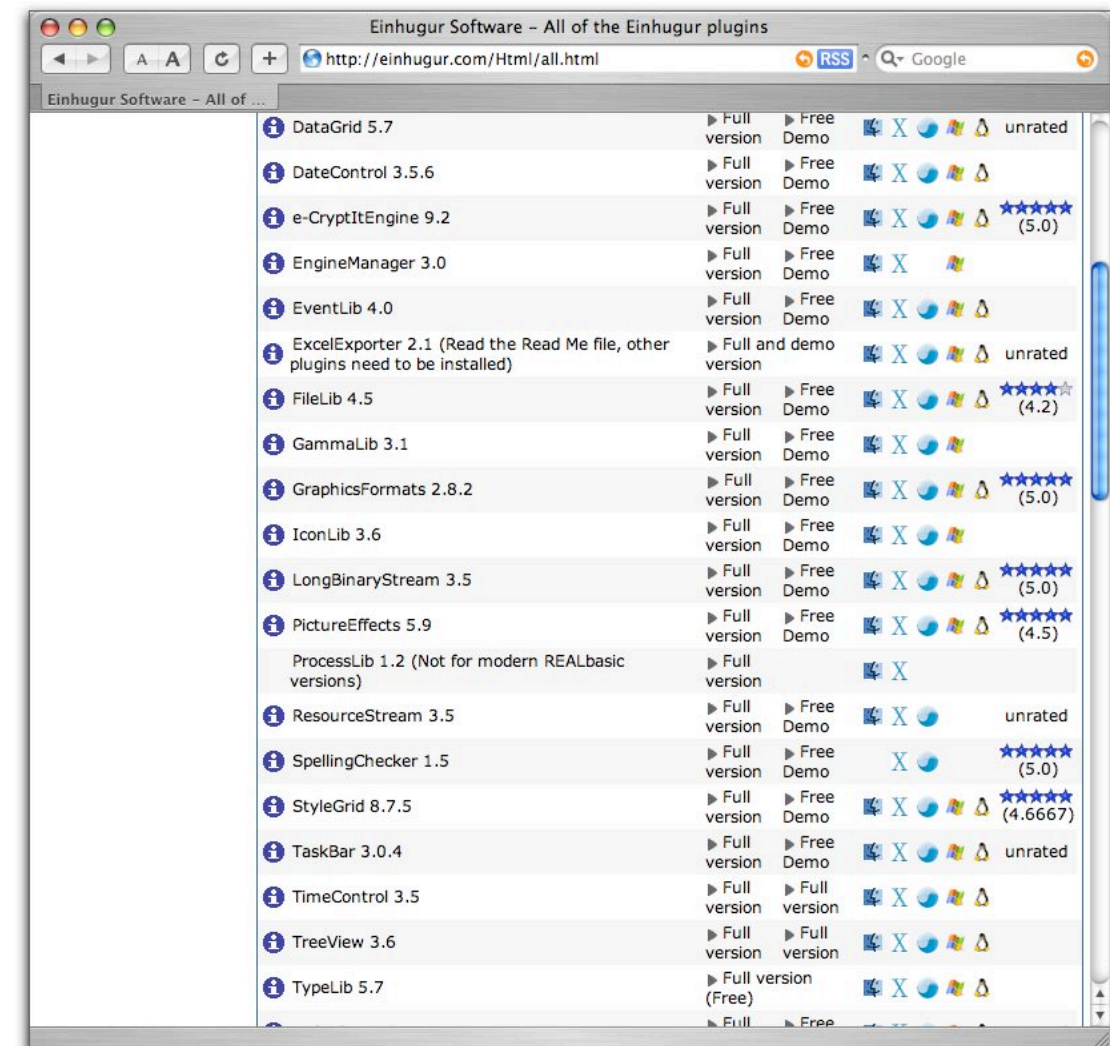 Einhugur Software – All of the Einhugur plugins
A A http://einhugur.com/Html/all.html RSS Google
Einhugur Software – All of ...
DataGrid 5.7 Full version Free Demo X unrated
DateControl 3.5.6 Full version Free Demo X
e-CryptItEngine 9.2 Full version Free Demo X (5.0)
EngineManager 3.0 Full version Free Demo X
EventLib 4.0 Full version Free Demo X
ExcelExporter 2.1 (Read the Read Me file, other
plugins need to be installed) Full and demo version X unrated
FileLib 4.5 Full version Free Demo X (4.2)
GammaLib 3.1 Full version Free Demo X
GraphicsFormats 2.8.2 Full version Free Demo X (5.0)
IconLib 3.6 Full version Free Demo X
LongBinaryStream 3.5 Full version Free Demo X (5.0)
PictureEffects 5.9 Full version Free Demo X (4.5)
ProcessLib 1.2 (Not for modern REALbasic
versions) Full version X
ResourceStream 3.5 Full version Free Demo X unrated
SpellingChecker 1.5 Full version Free Demo X (5.0)
StyleGrid 8.7.5 Full version Free Demo X (4.6667)
TaskBar 3.0.4 Full version Free Demo X unrated
TimeControl 3.5 Full version Full version X
TreeView 3.6 Full version Full version X
TypeLib 5.7 Full version (Free) X
Full Free